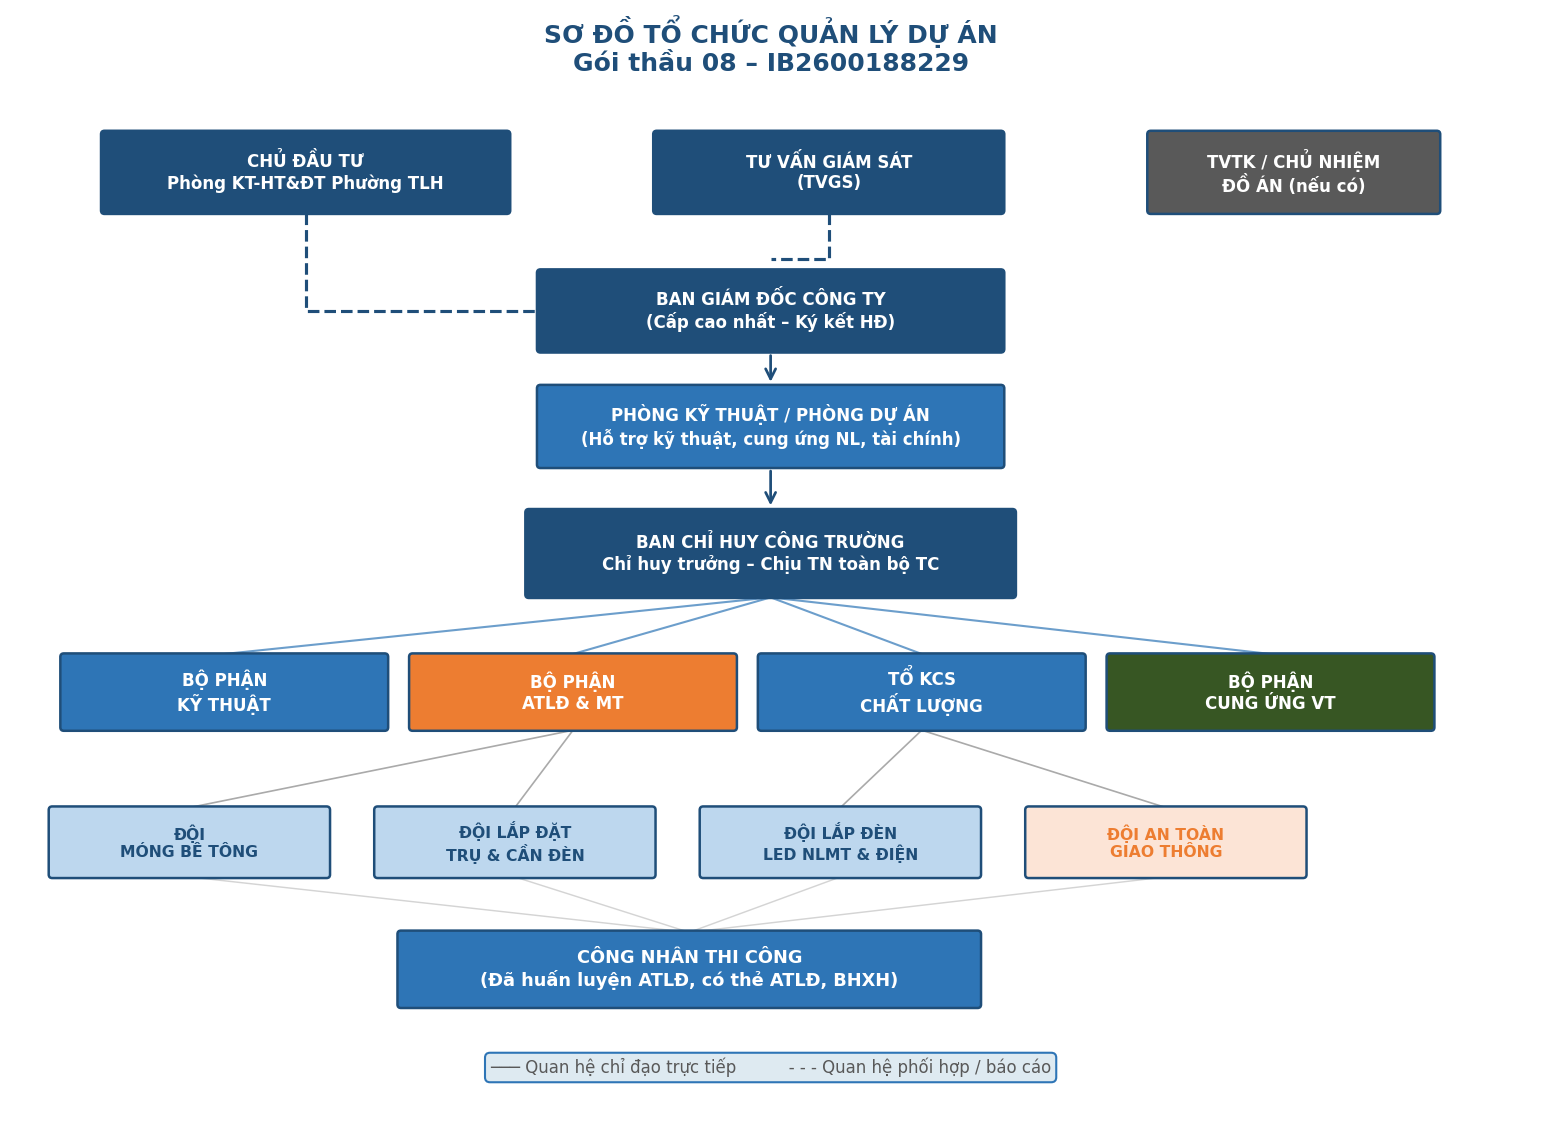 SƠ ĐỒ TỔ CHỨC QUẢN LÝ DỰ ÁN
Gói thầu 08 – IB2600188229
CHỦ ĐẦU TƯ
Phòng KT-HT&ĐT Phường TLH
TƯ VẤN GIÁM SÁT
(TVGS)
TVTK / CHỦ NHIỆM
ĐỒ ÁN (nếu có)
BAN GIÁM ĐỐC CÔNG TY
(Cấp cao nhất – Ký kết HĐ)
PHÒNG KỸ THUẬT / PHÒNG DỰ ÁN
(Hỗ trợ kỹ thuật, cung ứng NL, tài chính)
BAN CHỈ HUY CÔNG TRƯỜNG
Chỉ huy trưởng – Chịu TN toàn bộ TC
BỘ PHẬN
KỸ THUẬT
BỘ PHẬN
ATLĐ & MT
TỔ KCS
CHẤT LƯỢNG
BỘ PHẬN
CUNG ỨNG VT
ĐỘI
MÓNG BÊ TÔNG
ĐỘI LẮP ĐẶT
TRỤ & CẦN ĐÈN
ĐỘI LẮP ĐÈN
LED NLMT & ĐIỆN
ĐỘI AN TOÀN
GIAO THÔNG
CÔNG NHÂN THI CÔNG
(Đã huấn luyện ATLĐ, có thẻ ATLĐ, BHXH)
—— Quan hệ chỉ đạo trực tiếp - - - Quan hệ phối hợp / báo cáo